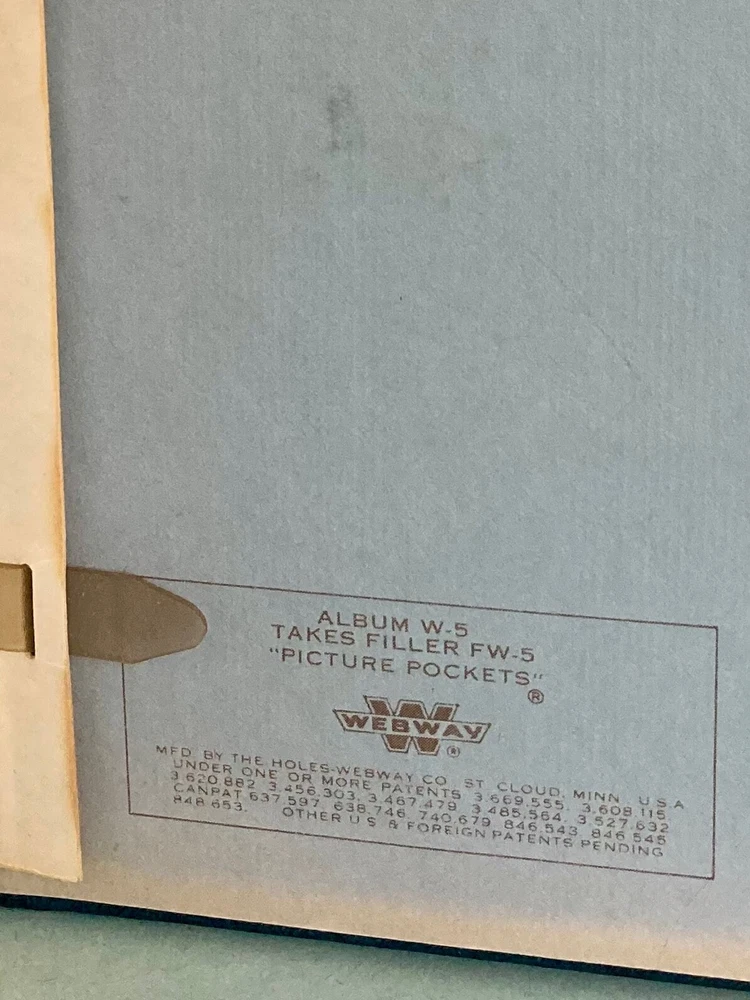 ALBUM W-5
TAKES FILLER FW-5
"PICTURE POCKETS"
®
WEBWAY ®
MFD BY THE HOLES-WEBWAY CO ST CLOUD, MINN U.S.A
UNDER ONE OR MORE PATENTS 3,669,555. 3,608,115
3,620,882 3,456,303, 3,467,479 3,485,564, 3,527,632
CANPAT 637,597, 638,746, 740,679 846,543 846,545
848,653. OTHER U S & FOREIGN PATENTS PENDING